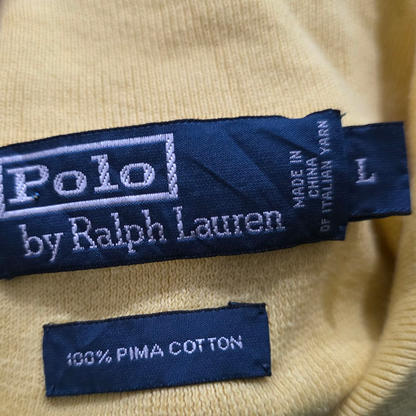 Polo
by Ralph Lauren
MADE IN
CHINA
OF ITALIAN YARN
L
100% PIMA COTTON